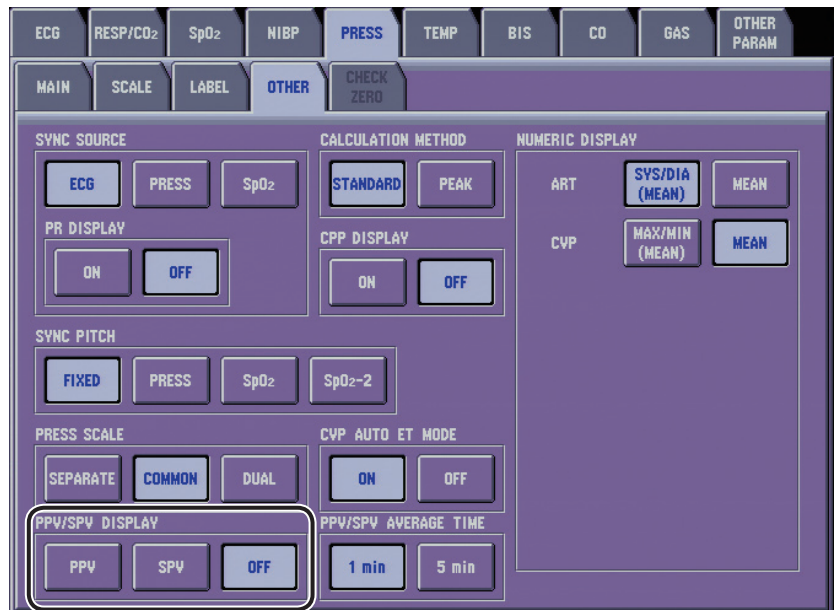 ECG RESP/CO2 SpO2 NIBP PRESS TEMP BIS CO GAS OTHER PARAM
MAIN SCALE LABEL OTHER CHECK ZERO
SYNC SOURCE
ECG PRESS SpO2
PR DISPLAY
ON OFF
CALCULATION METHOD
STANDARD PEAK
CPP DISPLAY
ON OFF
NUMERIC DISPLAY
ART SYS/DIA (MEAN) MEAN
CVP MAX/MIN (MEAN) MEAN
SYNC PITCH
FIXED PRESS SpO2 SpO2-2
PRESS SCALE
SEPARATE COMMON DUAL
CVP AUTO ET MODE
ON OFF
PPV/SPV DISPLAY
PPV SPV OFF
PPV/SPV AVERAGE TIME
1 min 5 min